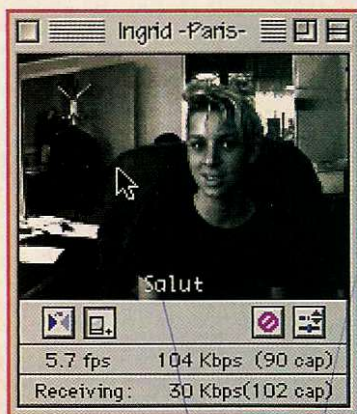 Ingrid -Paris-
Salut
5.7 fps 104 Kbps (90 cap)
Receiving: 30 Kbps(102 cap)